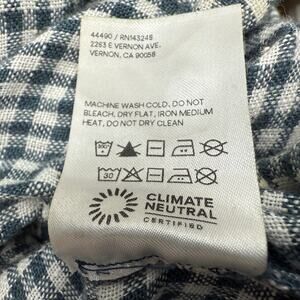 44490 / RN143248
2263 E VERNON AVE.
VERNON, CA 90058
MACHINE WASH COLD, DO NOT
BLEACH, DRY FLAT, IRON MEDIUM
HEAT, DO NOT DRY CLEAN
30
CLIMATE
NEUTRAL
CERTIFIED